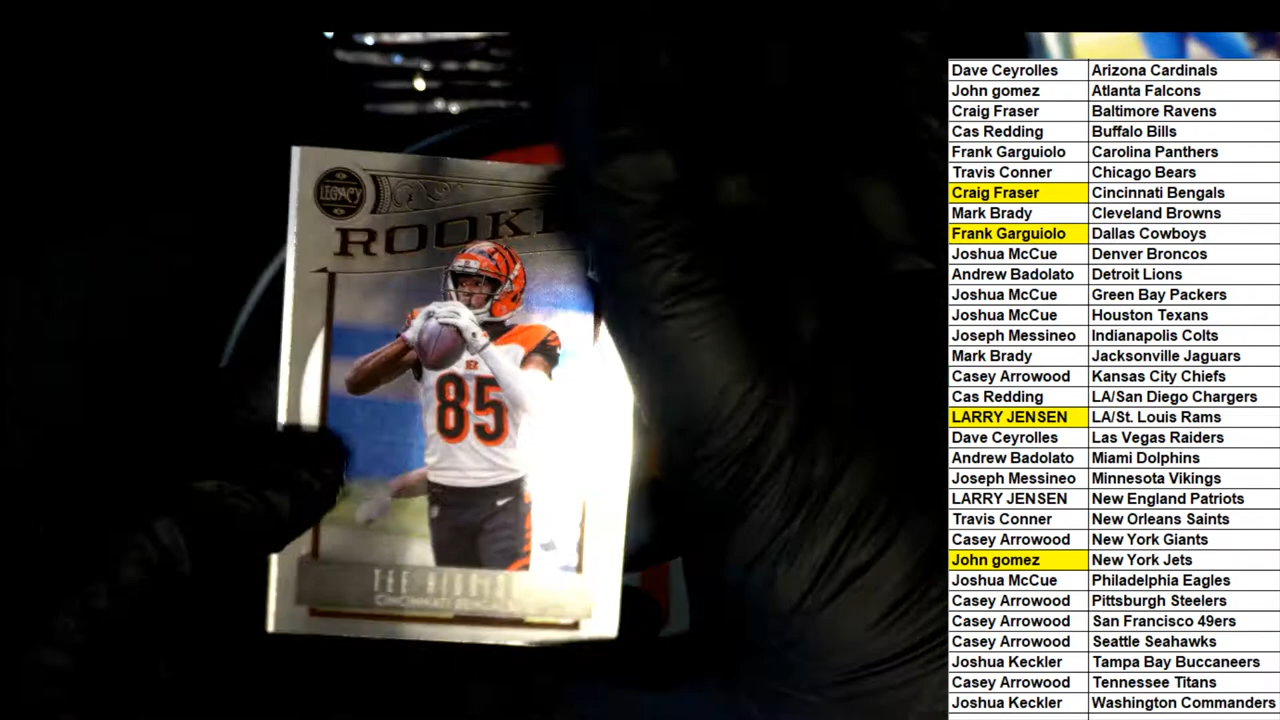 LEGACY
85
TEE
Dave Ceyrolles Arizona Cardinals
John gomez Atlanta Falcons
Craig Fraser Baltimore Ravens
Cas Redding Buffalo Bills
Frank Garguiolo Carolina Panthers
Travis Conner Chicago Bears
Craig Fraser Cincinnati Bengals
Mark Brady Cleveland Browns
Frank Garguiolo Dallas Cowboys
Joshua McCue Denver Broncos
Andrew Badolato Detroit Lions
Joshua McCue Green Bay Packers
Joshua McCue Houston Texans
Joseph Messineo Indianapolis Colts
Mark Brady Jacksonville Jaguars
Casey Arrowood Kansas City Chiefs
Cas Redding LA/San Diego Chargers
LARRY JENSEN LA/St. Louis Rams
Dave Ceyrolles Las Vegas Raiders
Andrew Badolato Miami Dolphins
Joseph Messineo Minnesota Vikings
LARRY JENSEN New England Patriots
Travis Conner New Orleans Saints
Casey Arrowood New York Giants
John gomez New York Jets
Joshua McCue Philadelphia Eagles
Casey Arrowood Pittsburgh Steelers
Casey Arrowood San Francisco 49ers
Casey Arrowood Seattle Seahawks
Joshua Keckler Tampa Bay Buccaneers
Casey Arrowood Tennessee Titans
Joshua Keckler Washington Commanders